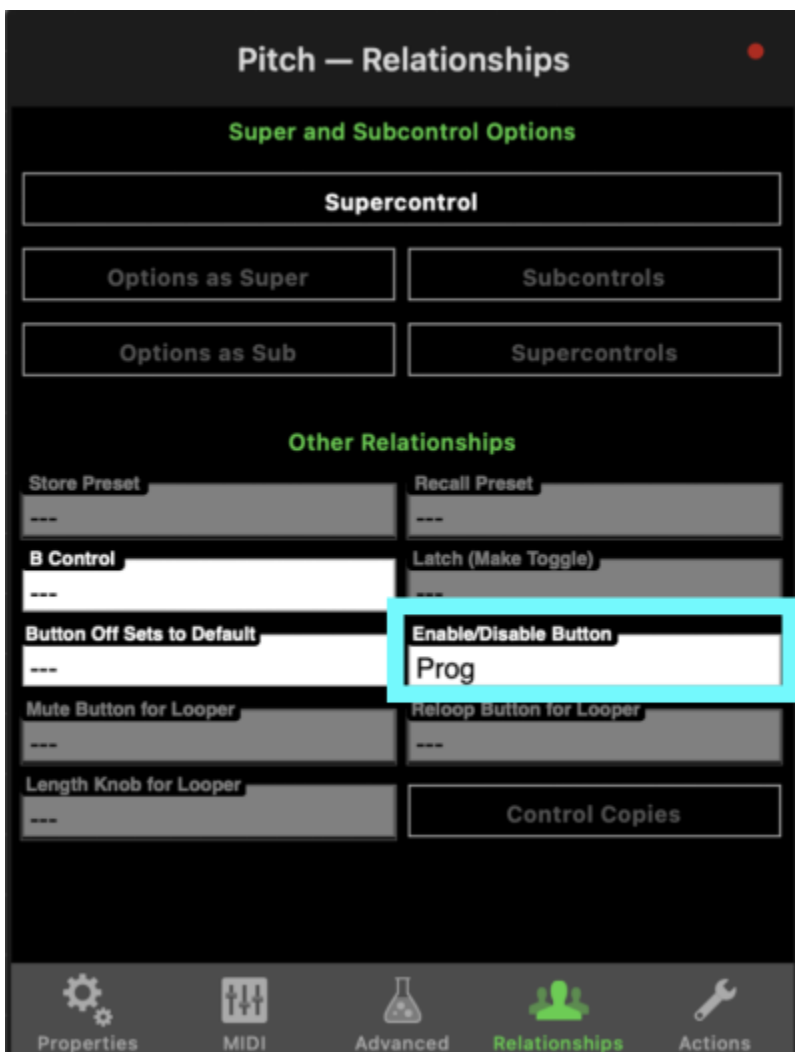 Pitch — Relationships
Super and Subcontrol Options
Supercontrol
Options as Super
Subcontrols
Options as Sub
Supercontrols
Other Relationships
Store Preset
Recall Preset
---
---
B Control
Latch (Make Toggle)
---
---
Button Off Sets to Default
Enable/Disable Button
---
Prog
Mute Button for Looper
Reloop Button for Looper
---
---
Length Knob for Looper
---
Control Copies
Properties
MIDI
Advanced
Relationships
Actions